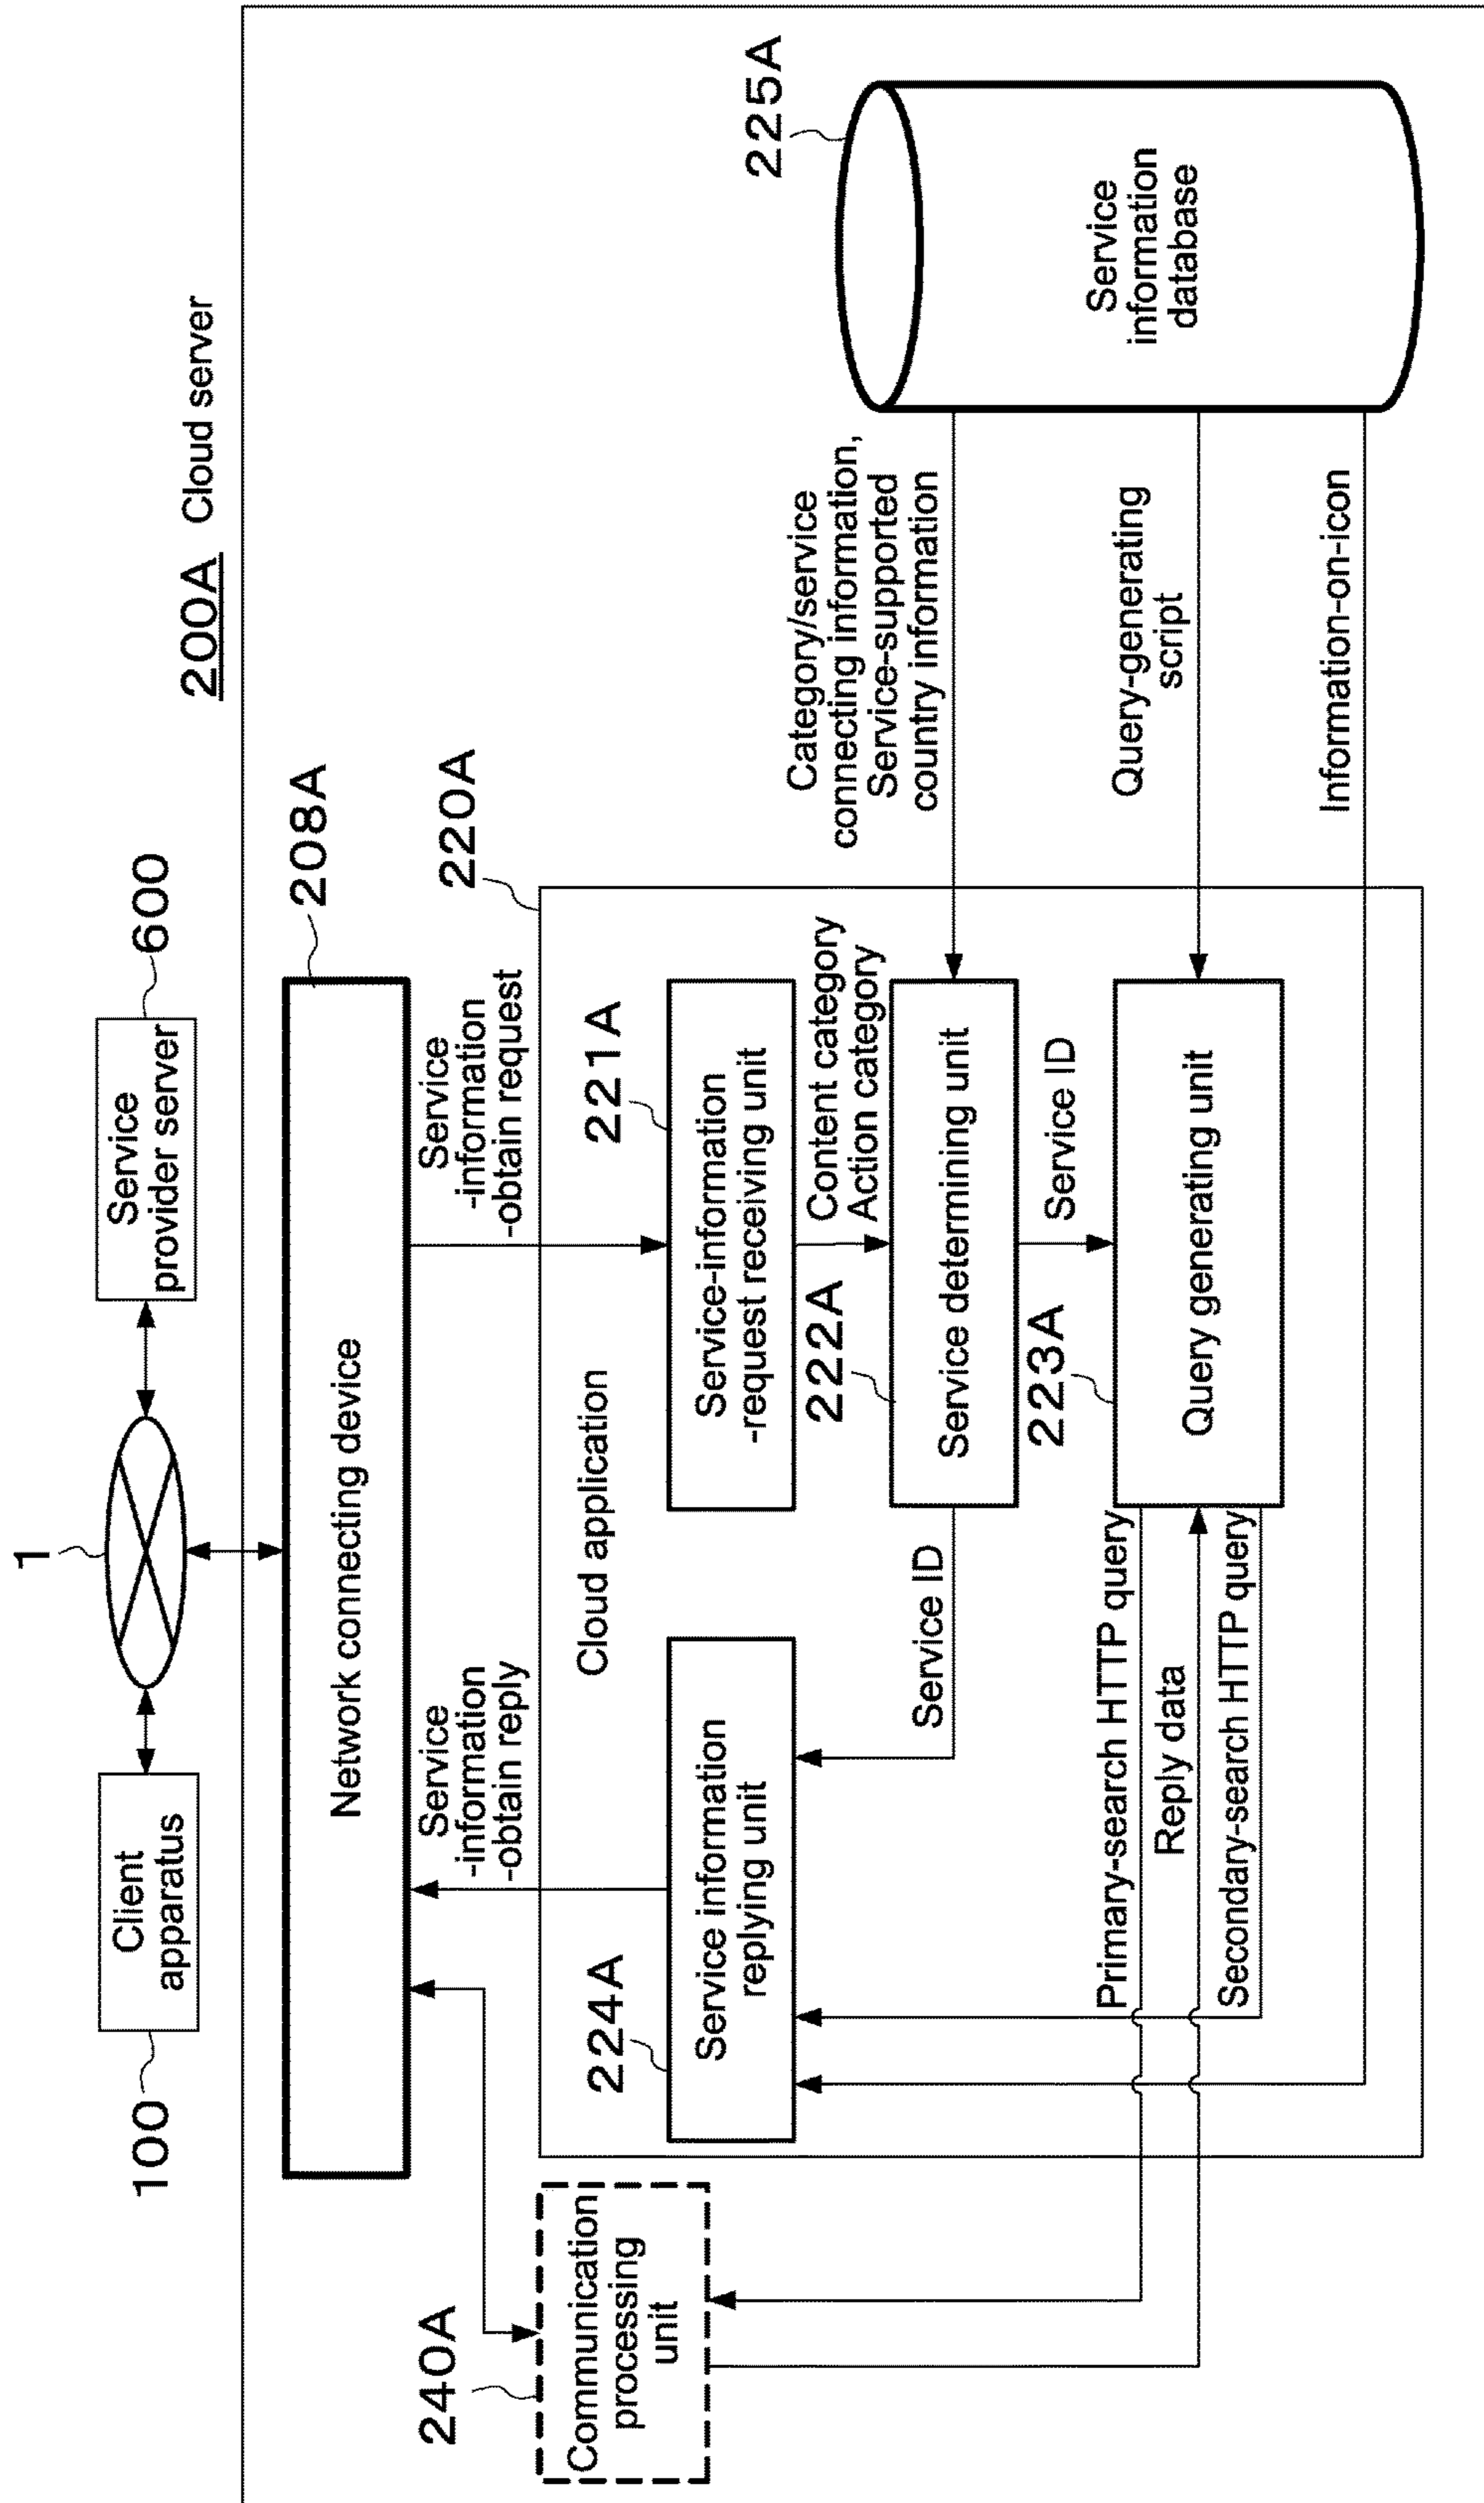 200A Cloud server
100
Client
apparatus
1
Service
provider server
600
Network connecting device
208A
240A
Communication
processing
unit
Service
-information
-obtain reply
Service
-information
-obtain request
220A
Cloud application
224A
Service information
replying unit
221A
Service-information
-request receiving unit
Content category
Action category
222A
Service determining unit
Service ID
Service ID
223A
Query generating unit
Primary-search HTTP query
Reply data
Secondary-search HTTP query
Category/service
connecting information,
Service-supported
country information
Query-generating
script
Information-on-icon
225A
Service
information
database